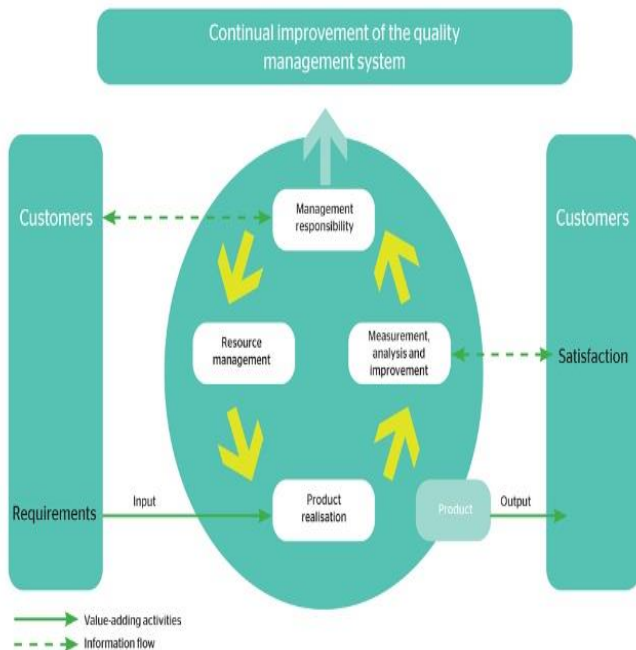 Continual improvement of the quality
management system
Customers
Management
responsibility
Customers
Resource
management
Measurement,
analysis and
improvement
Satisfaction
Requirements
Input
Product
realisation
Product
Output
Value-adding activities
Information flow